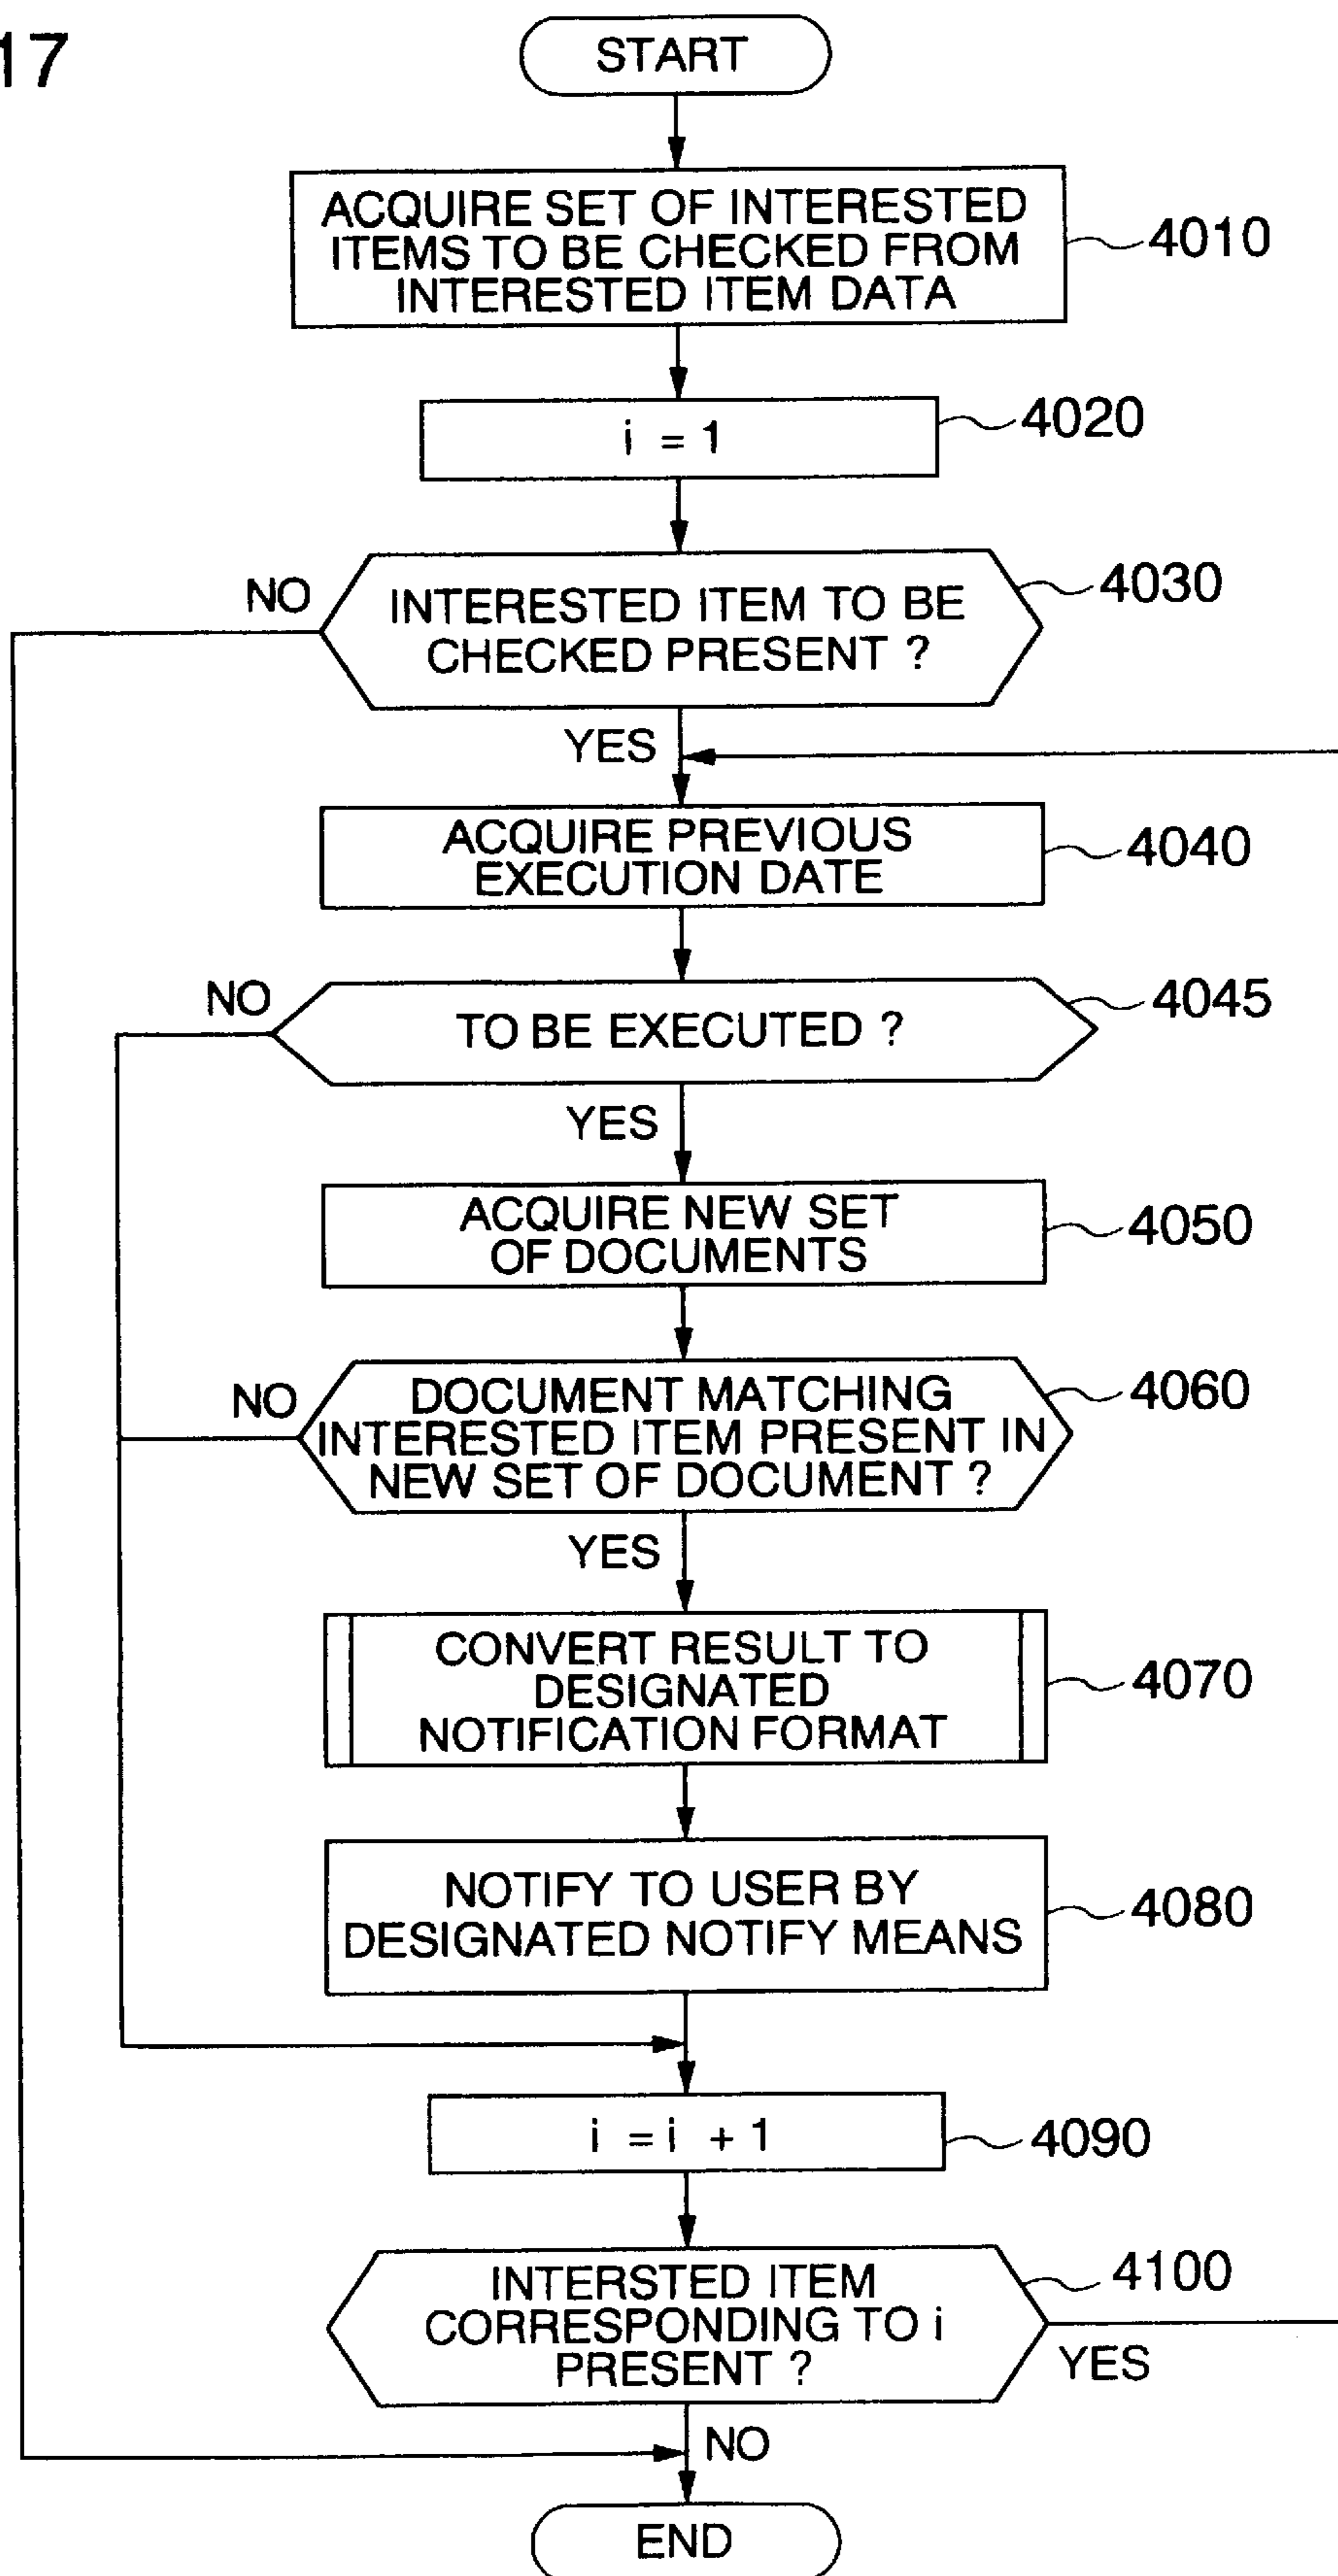 17
START
ACQUIRE SET OF INTERESTED
ITEMS TO BE CHECKED FROM
INTERESTED ITEM DATA
4010
i = 1
4020
NO
INTERESTED ITEM TO BE
CHECKED PRESENT ?
4030
YES
ACQUIRE PREVIOUS
EXECUTION DATE
4040
NO
TO BE EXECUTED ?
4045
YES
ACQUIRE NEW SET
OF DOCUMENTS
4050
NO
DOCUMENT MATCHING
INTERESTED ITEM PRESENT IN
NEW SET OF DOCUMENT ?
4060
YES
CONVERT RESULT TO
DESIGNATED
NOTIFICATION FORMAT
4070
NOTIFY TO USER BY
DESIGNATED NOTIFY MEANS
4080
i = i + 1
4090
INTERSTED ITEM
CORRESPONDING TO i
PRESENT ?
4100
YES
NO
END